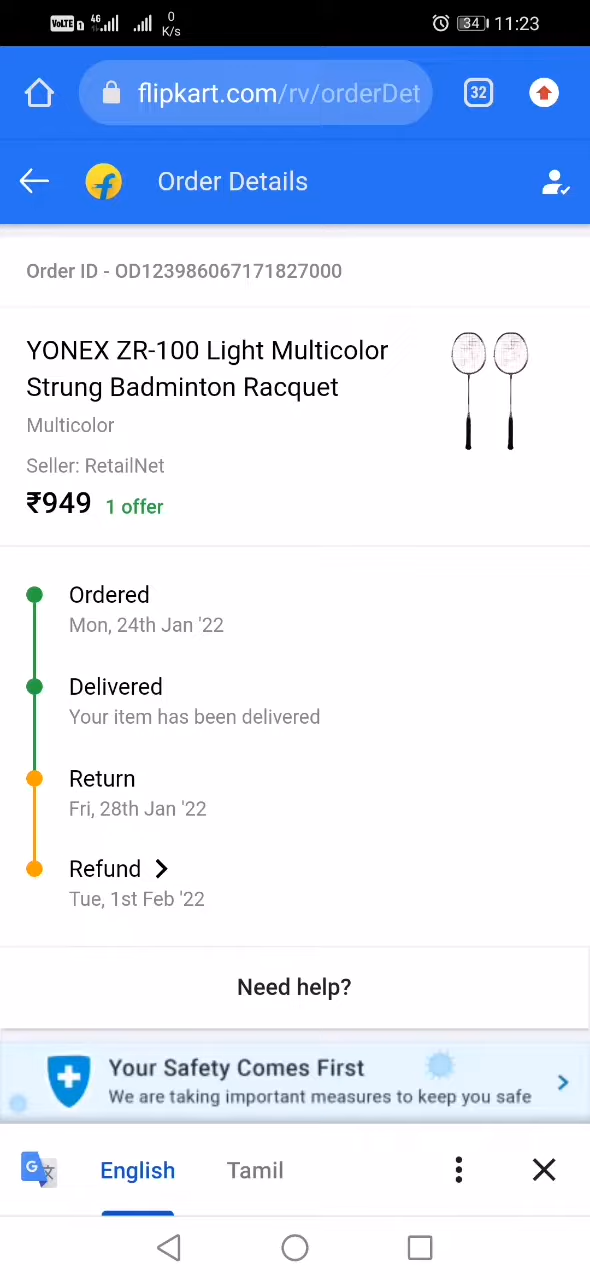 VoLTE 1 4G 0 K/s 34 11:23
flipkart.com/rv/orderDet 32
Order Details
Order ID - OD123986067171827000
YONEX ZR-100 Light Multicolor
Strung Badminton Racquet
Multicolor
Seller: RetailNet
₹949 1 offer
Ordered
Mon, 24th Jan '22
Delivered
Your item has been delivered
Return
Fri, 28th Jan '22
Refund
Tue, 1st Feb '22
Need help?
Your Safety Comes First
We are taking important measures to keep you safe
G 文 English Tamil